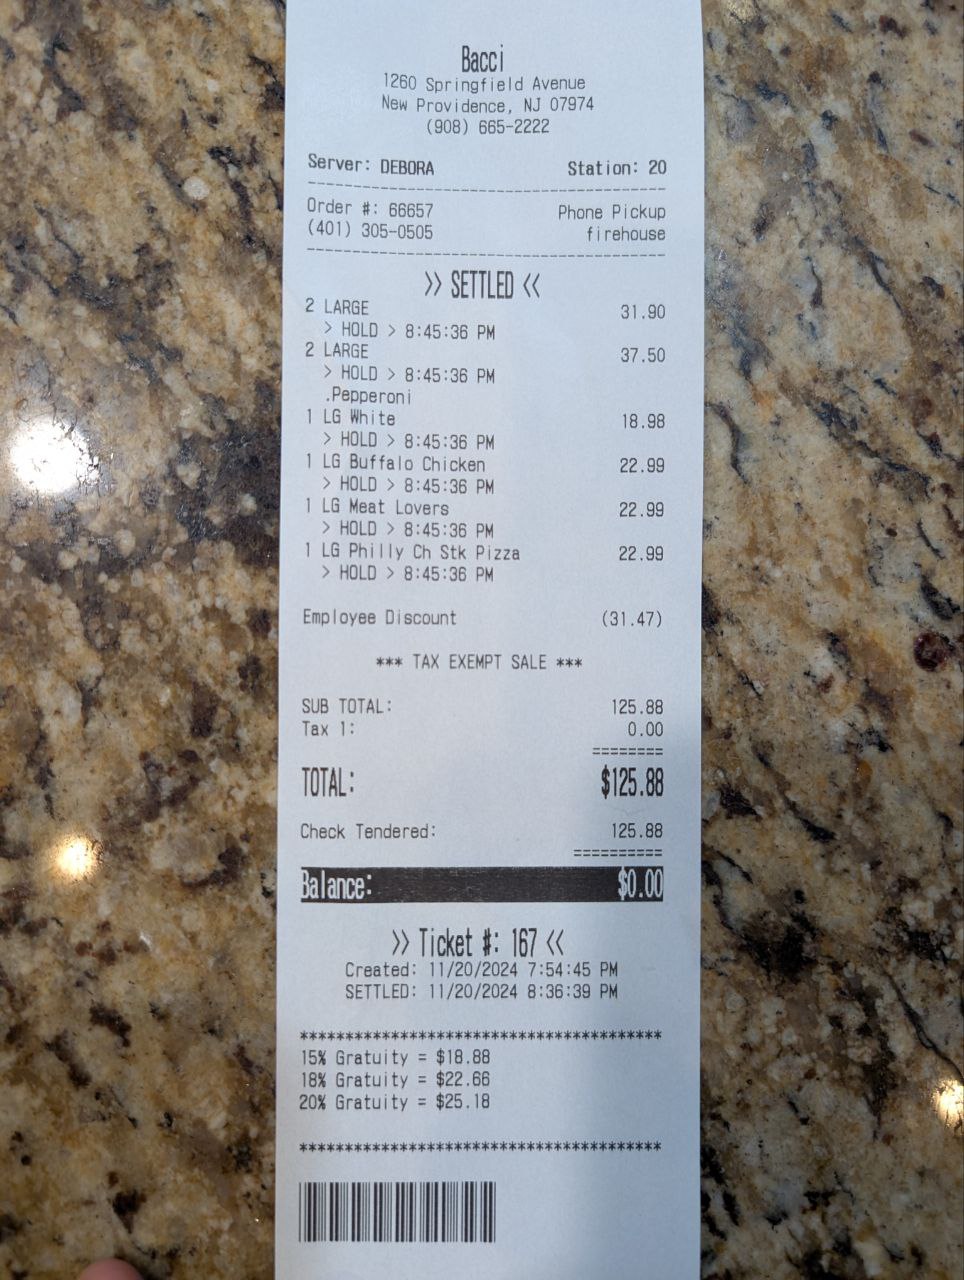 Bacci
1260 Springfield Avenue
New Providence, NJ 07974
(908) 665-2222
Server: DEBORA Station: 20
Order #: 66657 Phone Pickup
(401) 305-0505 firehouse
>> SETTLED <<
2 LARGE 31.90
> HOLD > 8:45:36 PM
2 LARGE 37.50
> HOLD > 8:45:36 PM
.Pepperoni
1 LG White 18.98
> HOLD > 8:45:36 PM
1 LG Buffalo Chicken 22.99
> HOLD > 8:45:36 PM
1 LG Meat Lovers 22.99
> HOLD > 8:45:36 PM
1 LG Philly Ch Stk Pizza 22.99
> HOLD > 8:45:36 PM
Employee Discount (31.47)
*** TAX EXEMPT SALE ***
SUB TOTAL: 125.88
Tax 1: 0.00
========
TOTAL: $125.88
Check Tendered: 125.88
==========
Balance: $0.00
>> Ticket #: 167 <<
Created: 11/20/2024 7:54:45 PM
SETTLED: 11/20/2024 8:36:39 PM
****************************************
15% Gratuity = $18.88
18% Gratuity = $22.66
20% Gratuity = $25.18
****************************************